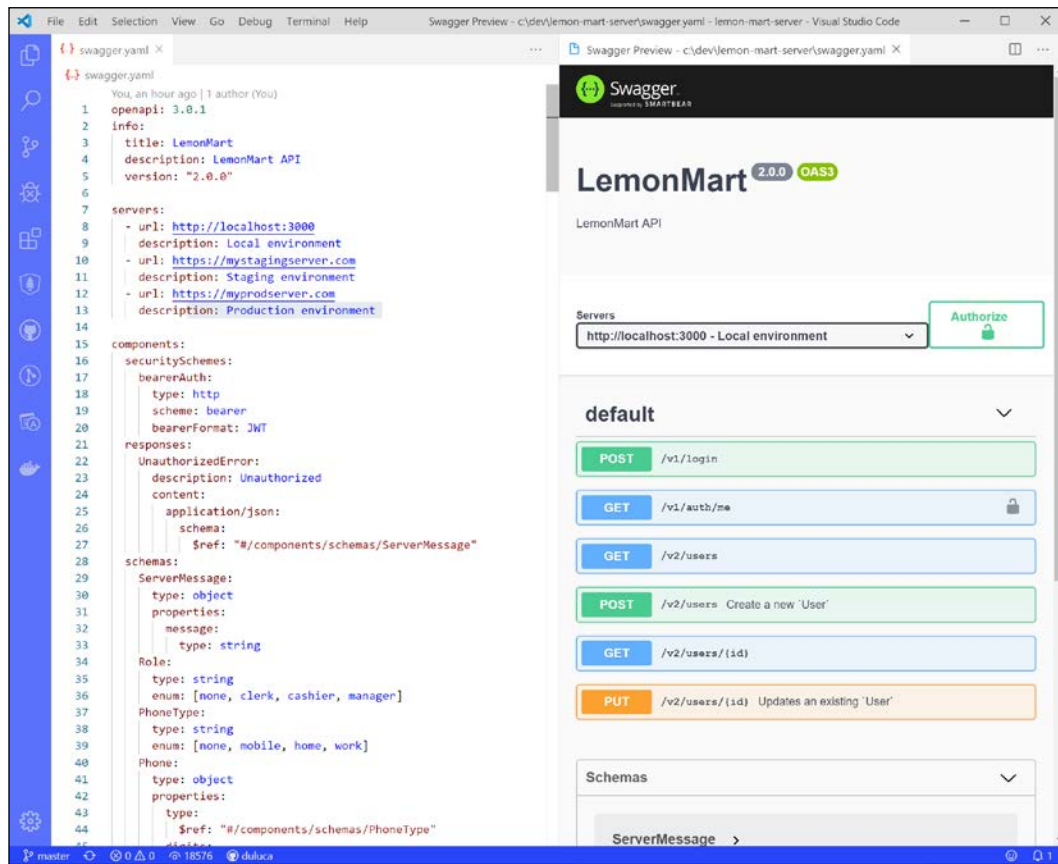 File Edit Selection View Go Debug Terminal Help Swagger Preview - c:\dev\lemon-mart-server\swagger.yaml - lemon-mart-server - Visual Studio Code
swagger.yaml
swagger.yaml
You, an hour ago | 1 author (You)
1 openapi: 3.0.1
2 info:
3 title: LemonMart
4 description: LemonMart API
5 version: "2.0.0"
6
7 servers:
8 - url: http://localhost:3000
9 description: Local environment
10 - url: https://mystagingserver.com
11 description: Staging environment
12 - url: https://myprodserver.com
13 description: Production environment
14
15 components:
16 securitySchemes:
17 bearerAuth:
18 type: http
19 scheme: bearer
20 bearerFormat: JWT
21 responses:
22 UnauthorizedError:
23 description: Unauthorized
24 content:
25 application/json:
26 schema:
27 $ref: "#/components/schemas/ServerMessage"
28 schemas:
29 ServerMessage:
30 type: object
31 properties:
32 message:
33 type: string
34 Role:
35 type: string
36 enum: [none, clerk, cashier, manager]
37 PhoneType:
38 type: string
39 enum: [none, mobile, home, work]
40 Phone:
41 type: object
42 properties:
43 type:
44 $ref: "#/components/schemas/PhoneType"
Swagger Preview - c:\dev\lemon-mart-server\swagger.yaml
Swagger.
Supported by SMARTBEAR
LemonMart 2.0.0 OAS3
LemonMart API
Servers
http://localhost:3000 - Local environment
Authorize
default
POST /v1/login
GET /v1/auth/me
GET /v2/users
POST /v2/users Create a new `User`
GET /v2/users/{id}
PUT /v2/users/{id} Updates an existing `User`
Schemas
ServerMessage
master 0 0 18576 duluca 1